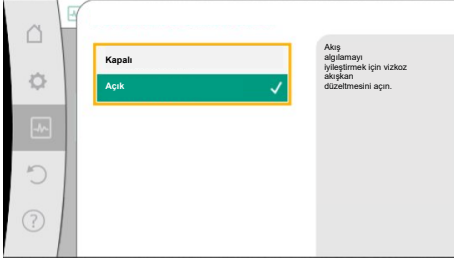 Kapalı
Açık
Akış
algılamayı
iyileştirmek için vizkoz
akışkan
düzeltmesini açın.